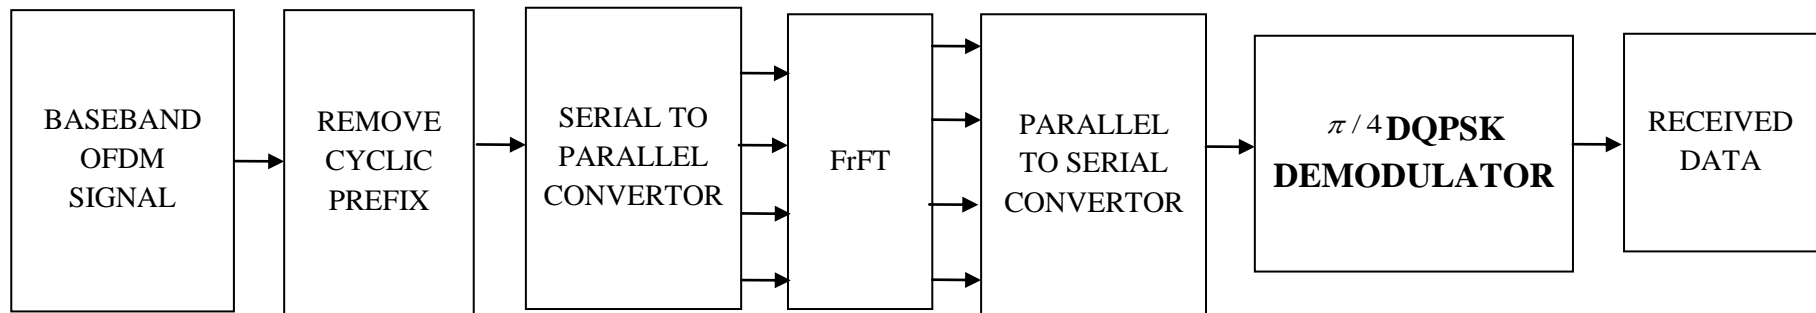 BASEBAND
OFDM
SIGNAL
REMOVE
CYCLIC
PREFIX
SERIAL TO
PARALLEL
CONVERTOR
FrFT
PARALLEL
TO SERIAL
CONVERTOR
π / 4 DQPSK
DEMODULATOR
RECEIVED
DATA